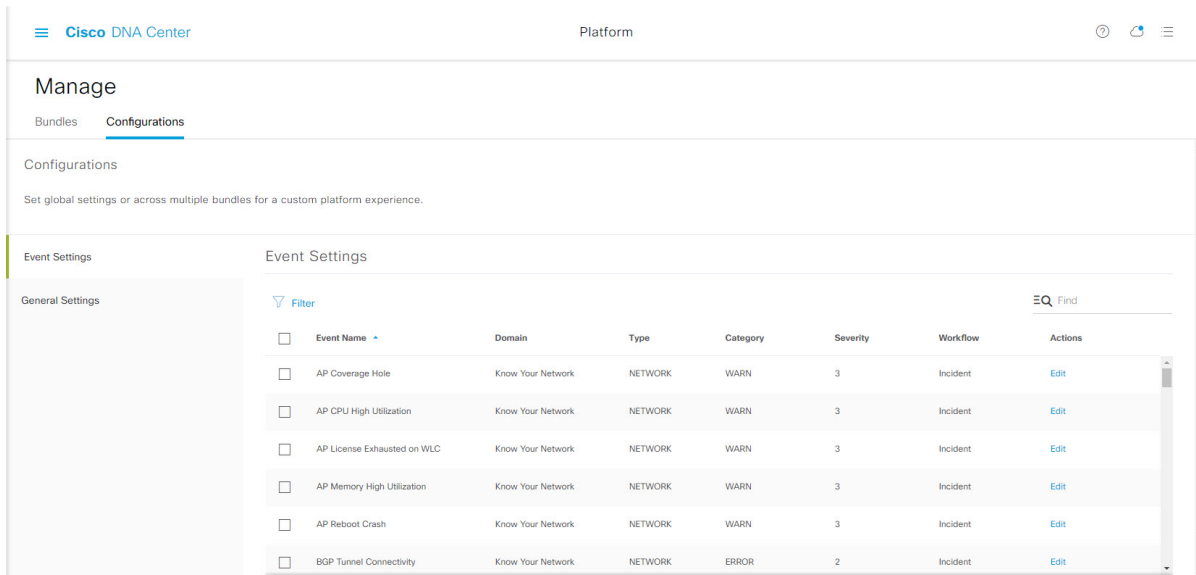 Cisco DNA Center Platform
Manage
Bundles Configurations
Configurations
Set global settings or across multiple bundles for a custom platform experience.
Event Settings
General Settings
Event Settings
Filter Find
Event Name Domain Type Category Severity Workflow Actions
AP Coverage Hole Know Your Network NETWORK WARN 3 Incident Edit
AP CPU High Utilization Know Your Network NETWORK WARN 3 Incident Edit
AP License Exhausted on WLC Know Your Network NETWORK WARN 3 Incident Edit
AP Memory High Utilization Know Your Network NETWORK WARN 3 Incident Edit
AP Reboot Crash Know Your Network NETWORK WARN 3 Incident Edit
BGP Tunnel Connectivity Know Your Network NETWORK ERROR 2 Incident Edit